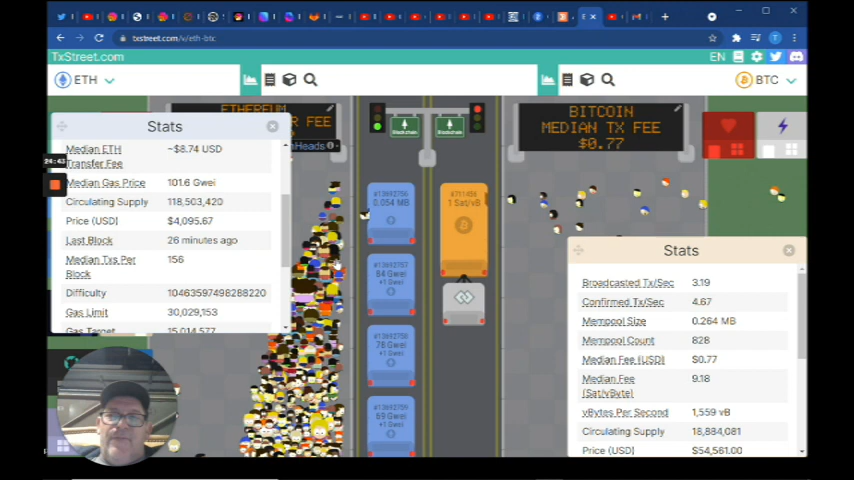 txstreet.com/v/eth-btc
TxStreet.com
EN
ETH
BTC
ETHEREUM
BITCOIN
MEDIAN TX FEE
$0.77
Stats
Median ETH
Transfer Fee
~$8.74 USD
Median Gas Price
101.6 Gwei
Circulating Supply
118,503,420
Price (USD)
$4,095.67
Last Block
26 minutes ago
Median Txs Per
Block
156
Difficulty
10463597498288220
Gas Limit
30,029,153
Gas Target
15,014,577
24:43
Blockchain
Blockchain
0.054 MB
84 Gwei
+1 Gwei
78 Gwei
+1 Gwei
69 Gwei
+1 Gwei
#711456
1 Sat/vB
Stats
Broadcasted Tx/Sec
3.19
Confirmed Tx/Sec
4.67
Mempool Size
0.264 MB
Mempool Count
828
Median Fee (USD)
$0.77
Median Fee
(Sat/vByte)
9.18
vBytes Per Second
1,559 vB
Circulating Supply
18,884,081
Price (USD)
$54,561.00